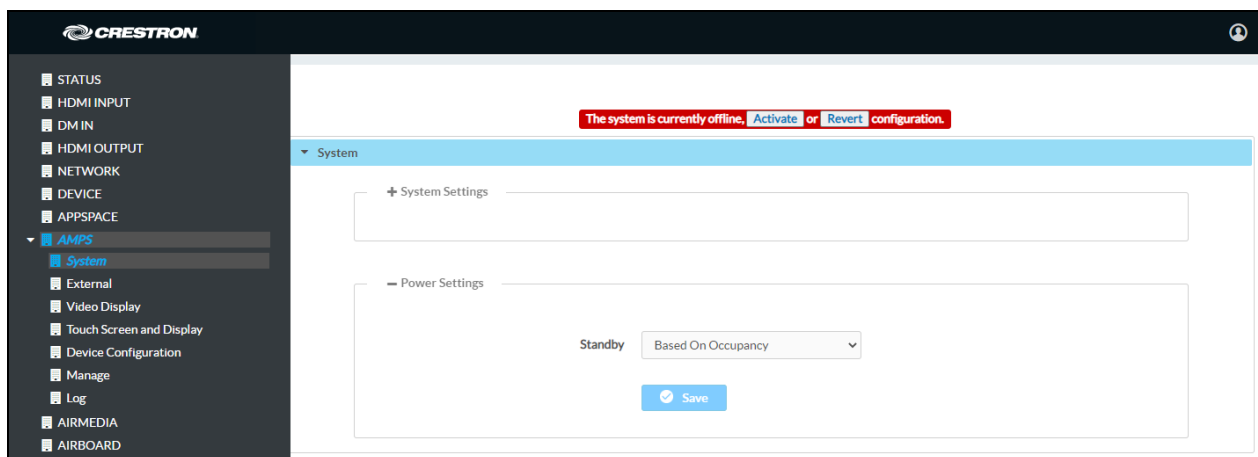 CRESTRON
STATUS
HDMI INPUT
DM IN
HDMI OUTPUT
NETWORK
DEVICE
APPSPACE
AMPS
System
External
Video Display
Touch Screen and Display
Device Configuration
Manage
Log
AIRMEDIA
AIRBOARD
The system is currently offline, Activate or Revert configuration.
System
System Settings
Power Settings
Standby Based On Occupancy
Save